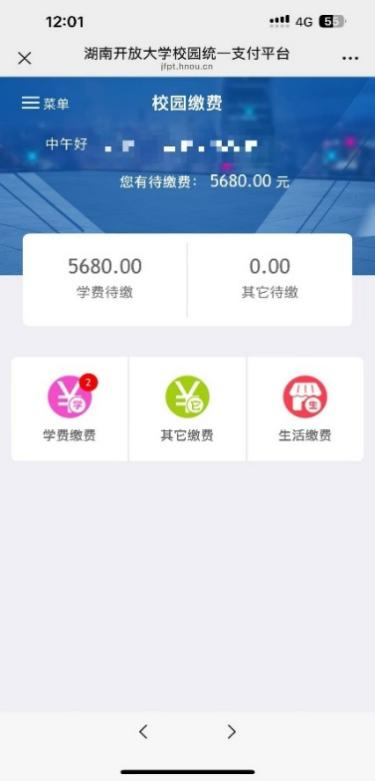 12:01
4G 55
湖南开放大学校园统一支付平台
jfpt.hnou.cn
菜单
校园缴费
中午好
您有待缴费： 5680.00 元
5680.00 0.00
学费待缴 其它待缴
2
学 它 生
学费缴费 其它缴费 生活缴费